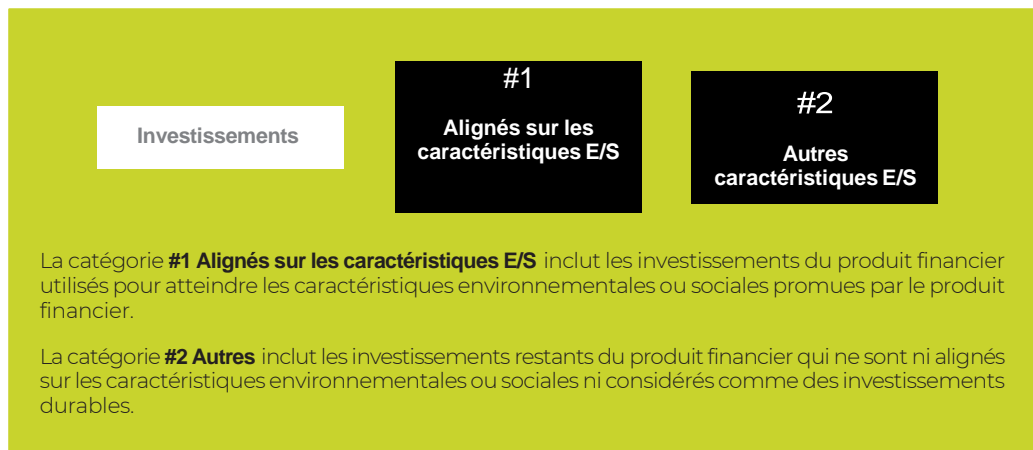 Investissements
#1
Alignés sur les
caractéristiques E/S
#2
Autres
caractéristiques E/S
La catégorie #1 Alignés sur les caractéristiques E/S inclut les investissements du produit financier
utilisés pour atteindre les caractéristiques environnementales ou sociales promues par le produit
financier.
La catégorie #2 Autres inclut les investissements restants du produit financier qui ne sont ni alignés
sur les caractéristiques environnementales ou sociales ni considérés comme des investissements
durables.